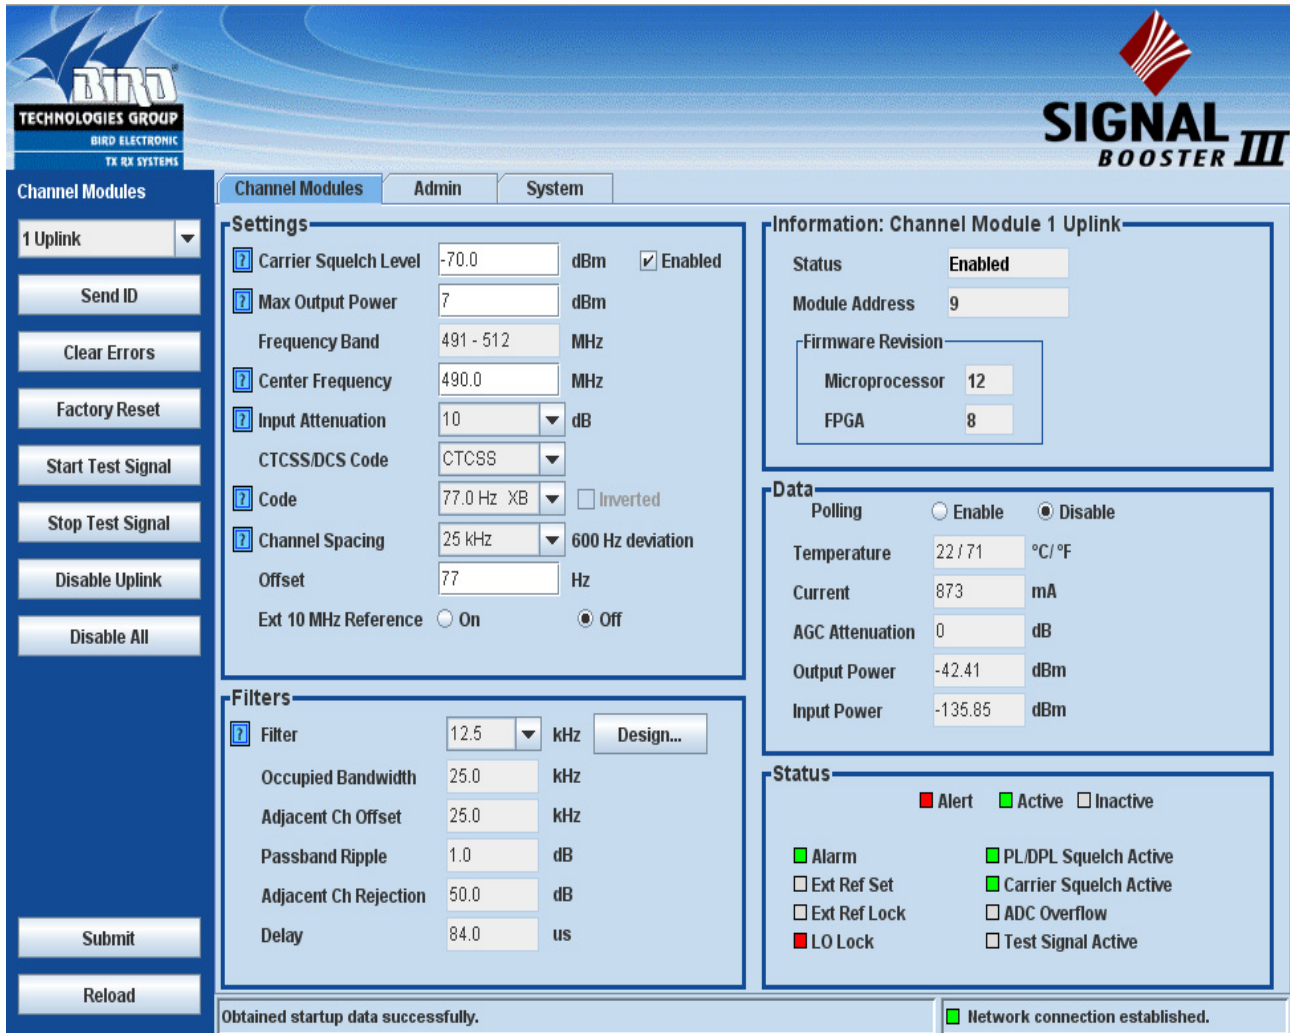 BIRD
TECHNOLOGIES GROUP
BIRD ELECTRONIC
TX RX SYSTEMS
SIGNAL
BOOSTER III
Channel Modules
1 Uplink
Send ID
Clear Errors
Factory Reset
Start Test Signal
Stop Test Signal
Disable Uplink
Disable All
Submit
Reload
Channel Modules Admin System
Settings
? Carrier Squelch Level -70.0 dBm Enabled
? Max Output Power 7 dBm
Frequency Band 491 - 512 MHz
? Center Frequency 490.0 MHz
? Input Attenuation 10 dB
CTCSS/DCS Code CTCSS
? Code 77.0 Hz XB Inverted
? Channel Spacing 25 kHz 600 Hz deviation
Offset 77 Hz
Ext 10 MHz Reference On Off
Filters
? Filter 12.5 kHz Design...
Occupied Bandwidth 25.0 kHz
Adjacent Ch Offset 25.0 kHz
Passband Ripple 1.0 dB
Adjacent Ch Rejection 50.0 dB
Delay 84.0 us
Information: Channel Module 1 Uplink
Status Enabled
Module Address 9
Firmware Revision
Microprocessor 12
FPGA 8
Data
Polling Enable Disable
Temperature 22 / 71 ºC/ ºF
Current 873 mA
AGC Attenuation 0 dB
Output Power -42.41 dBm
Input Power -135.85 dBm
Status
Alert Active Inactive
Alarm PL/DPL Squelch Active
Ext Ref Set Carrier Squelch Active
Ext Ref Lock ADC Overflow
LO Lock Test Signal Active
Obtained startup data successfully.
Network connection established.